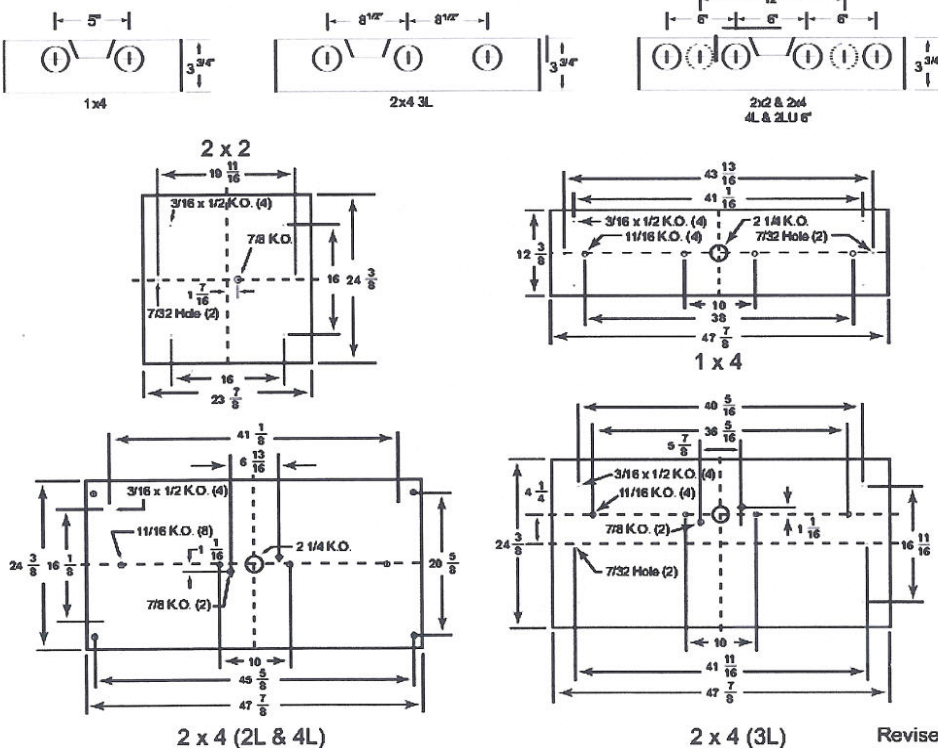 5"
3 3/4"
1x4
8 1/2" 8 1/2"
3 3/4"
2x4 3L
12"
6" 6" 6"
3 3/4
2x2 & 2x4
4L & 2LU 6"
2 x 2
19 11/16
3/16 x 1/2 K.O. (4)
7/8 K.O.
16
24 3/8
1 7/16
7/32 Hole (2)
16
23 7/8
43 13/16
41 1/16
3/16 x 1/2 K.O. (4)
2 1/4 K.O.
11/16 K.O. (4)
7/32 Hole (2)
12 3/8
10
38
47 7/8
1 x 4
41 1/8
6 13/16
3/16 x 1/2 K.O. (4)
11/16 K.O. (8)
2 1/4 K.O.
24 3/8
16 1/8
1 1/16
20 5/8
7/8 K.O. (2)
10
45 5/8
47 7/8
2 x 4 (2L & 4L)
40 5/16
36 5/16
5 7/8
3/16 x 1/2 K.O. (4)
4 1/4
11/16 K.O. (4)
7/8 K.O. (2)
1 1/16
24 3/8
16 11/16
7/32 Hole (2)
10
41 11/16
47 7/8
2 x 4 (3L)
Revise